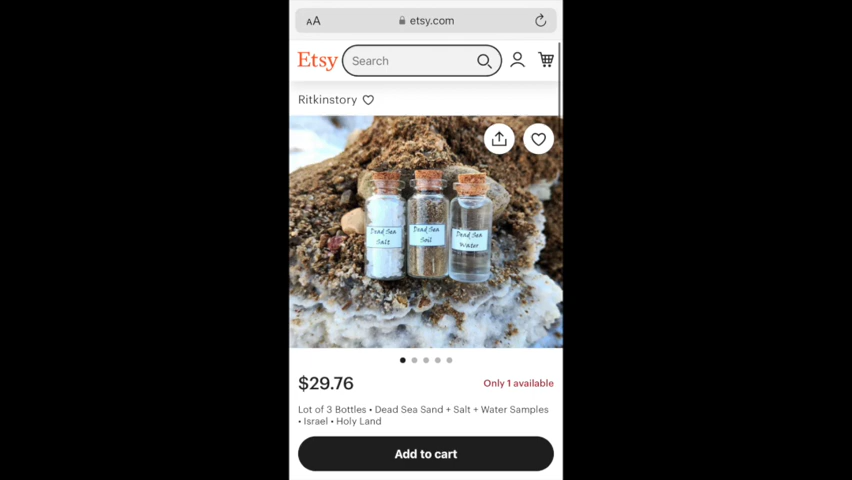 AA etsy.com
Etsy Search
Ritkinstory
Dead Sea
Salt
Dead Sea
Soil
Dead Sea
Water
$29.76
Only 1 available
Lot of 3 Bottles • Dead Sea Sand + Salt + Water Samples
• Israel • Holy Land
Add to cart